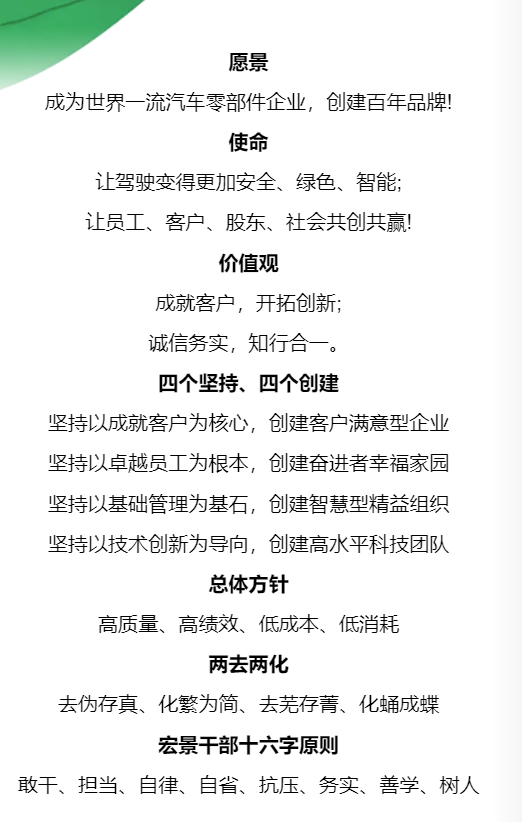 愿景
成为世界一流汽车零部件企业，创建百年品牌!
使命
让驾驶变得更加安全、绿色、智能;
让员工、客户、股东、社会共创共赢!
价值观
成就客户，开拓创新;
诚信务实，知行合一。
四个坚持、四个创建
坚持以成就客户为核心，创建客户满意型企业
坚持以卓越员工为根本，创建奋进者幸福家园
坚持以基础管理为基石，创建智慧型精益组织
坚持以技术创新为导向，创建高水平科技团队
总体方针
高质量、高绩效、低成本、低消耗
两去两化
去伪存真、化繁为简、去芜存菁、化蛹成蝶
宏景干部十六字原则
敢干、担当、自律、自省、抗压、务实、善学、树人